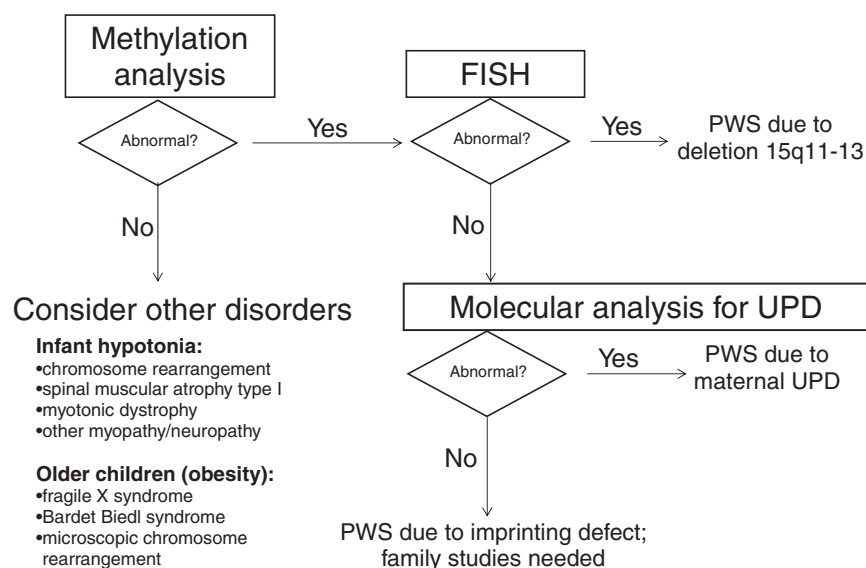 Methylation
analysis
Abnormal?
Yes
No
FISH
Abnormal?
Yes
PWS due to
deletion 15q11-13
No
Consider other disorders
Infant hypotonia:
•chromosome rearrangement
•spinal muscular atrophy type I
•myotonic dystrophy
•other myopathy/neuropathy
Older children (obesity):
•fragile X syndrome
•Bardet Biedl syndrome
•microscopic chromosome
rearrangement
Molecular analysis for UPD
Abnormal?
Yes
PWS due to
maternal UPD
No
PWS due to imprinting defect;
family studies needed